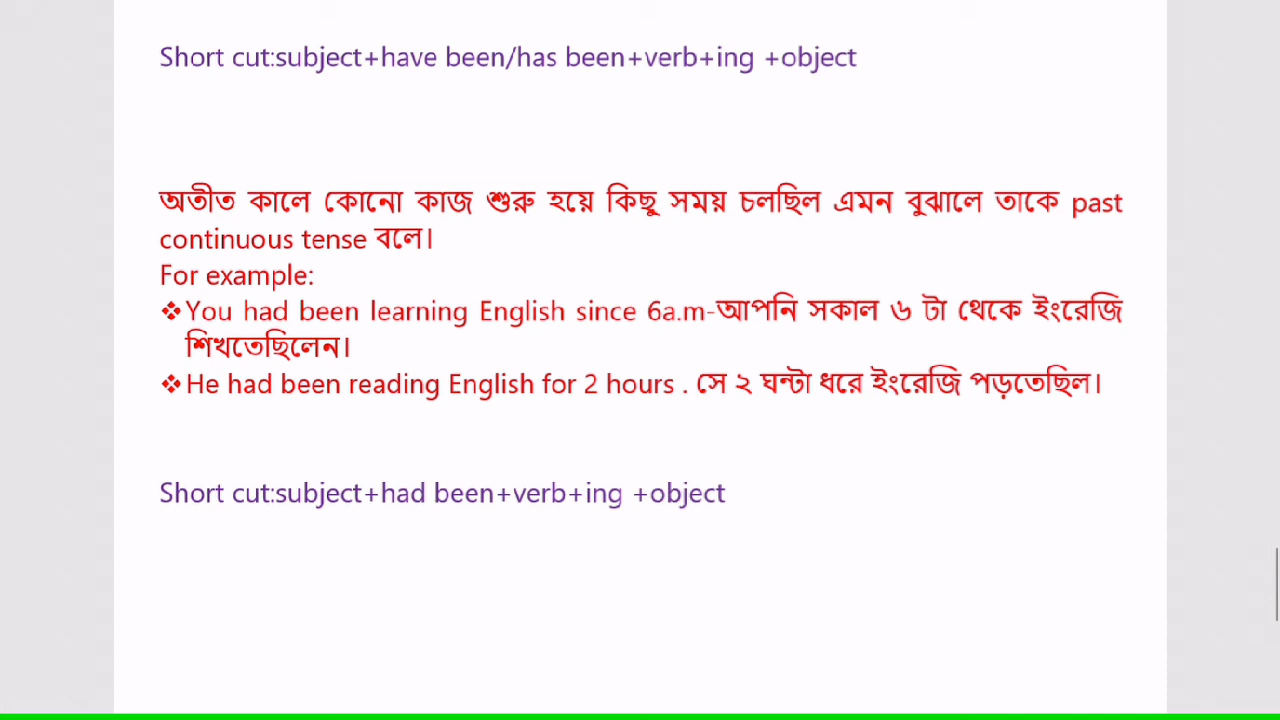 Short cut:subject+have been/has been+verb+ing +object
অতীত কালে কোনো কাজ শুরু হয়ে কিছু সময় চলছিল এমন বুঝালে তাকে past
continuous tense বলে।
For example:
❖You had been learning English since 6a.m-আপনি সকাল ৬ টা থেকে ইংরেজি
শিখতেছিলেন।
❖He had been reading English for 2 hours . সে ২ ঘন্টা ধরে ইংরেজি পড়তেছিল।
Short cut:subject+had been+verb+ing +object